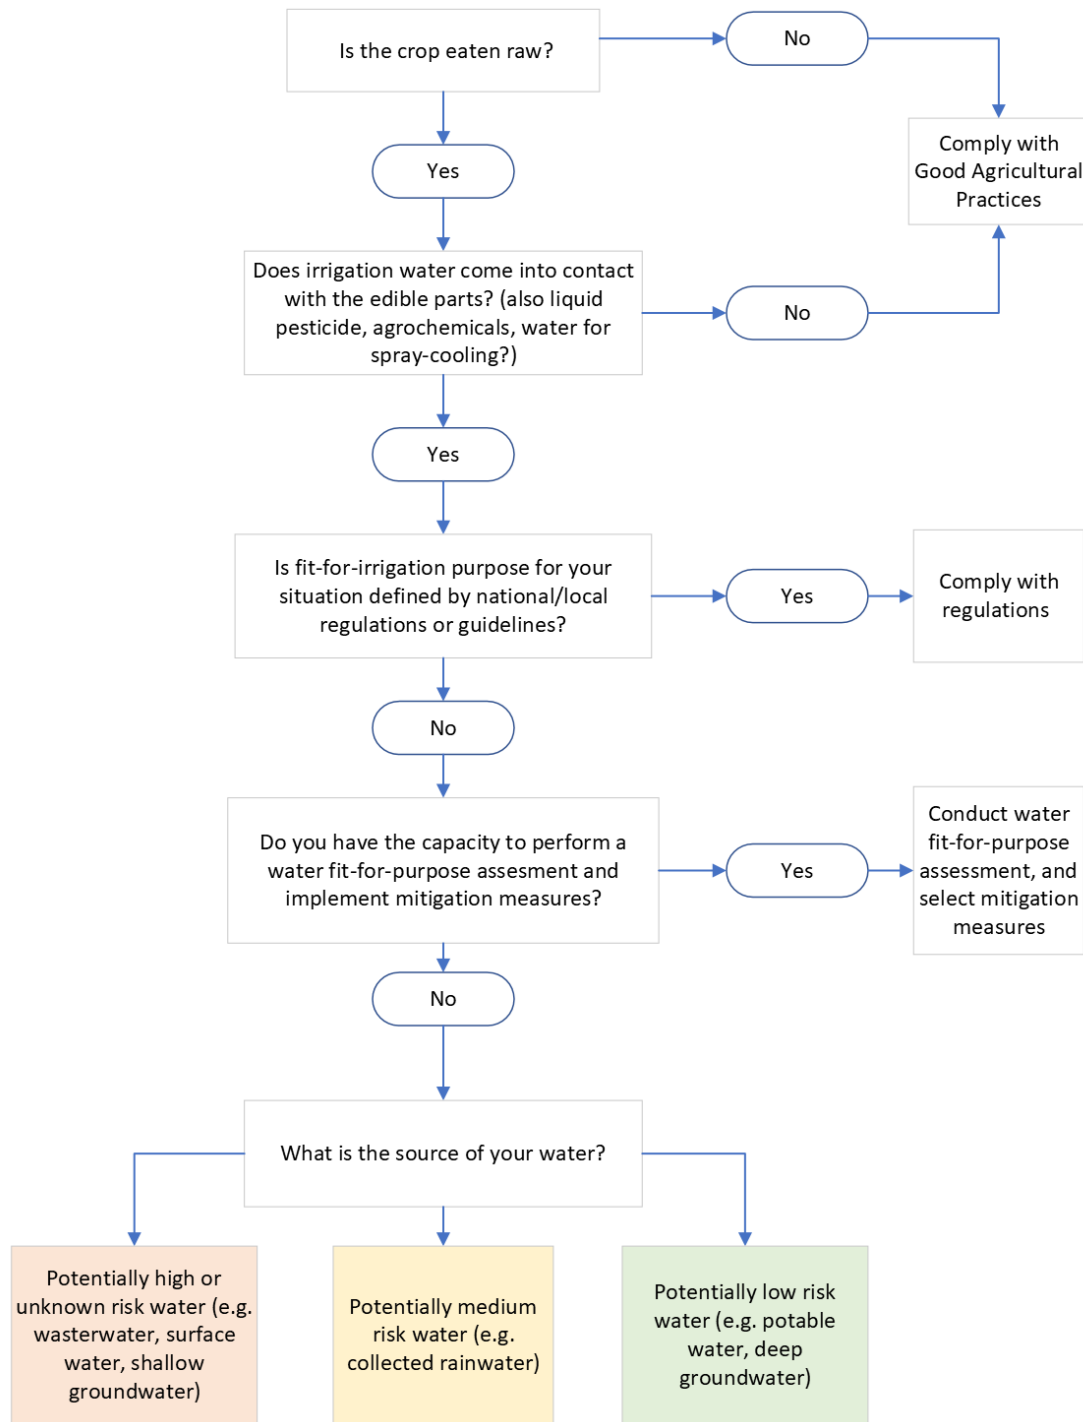 Is the crop eaten raw?
No
Comply with
Good Agricultural
Practices
Yes
Does irrigation water come into contact
with the edible parts? (also liquid
pesticide, agrochemicals, water for
spray-cooling?)
No
Yes
Is fit-for-irrigation purpose for your
situation defined by national/local
regulations or guidelines?
Yes
Comply with
regulations
No
Do you have the capacity to perform a
water fit-for-purpose assesment and
implement mitigation measures?
Yes
Conduct water
fit-for-purpose
assessment, and
select mitigation
measures
No
What is the source of your water?
Potentially high or
unknown risk water (e.g.
wasterwater, surface
water, shallow
groundwater)
Potentially medium
risk water (e.g.
collected rainwater)
Potentially low risk
water (e.g. potable
water, deep
groundwater)